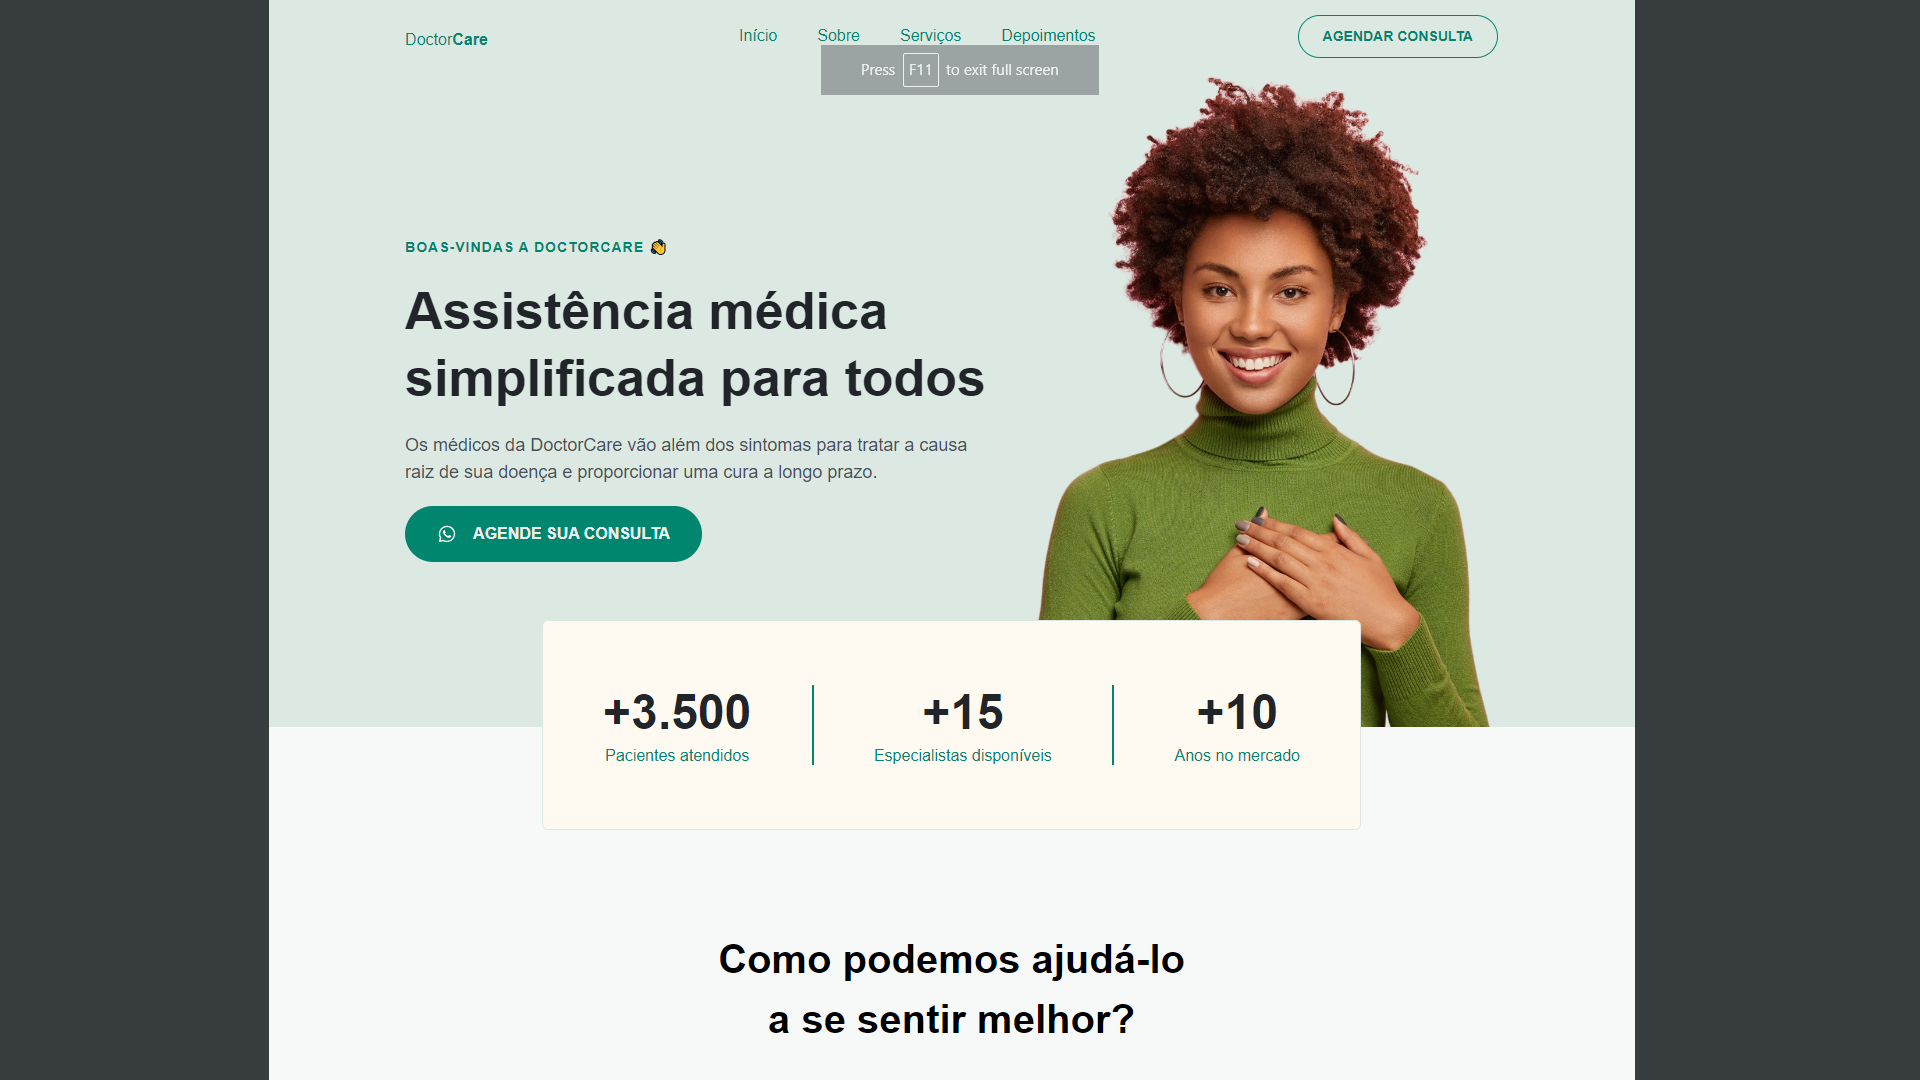 DoctorCare
Início Sobre Serviços Depoimentos
AGENDAR CONSULTA
Press F11 to exit full screen
BOAS-VINDAS A DOCTORCARE 👋
Assistência médica
simplificada para todos
Os médicos da DoctorCare vão além dos sintomas para tratar a causa
raiz de sua doença e proporcionar uma cura a longo prazo.
AGENDE SUA CONSULTA
+3.500
Pacientes atendidos
+15
Especialistas disponíveis
+10
Anos no mercado
Como podemos ajudá-lo
a se sentir melhor?